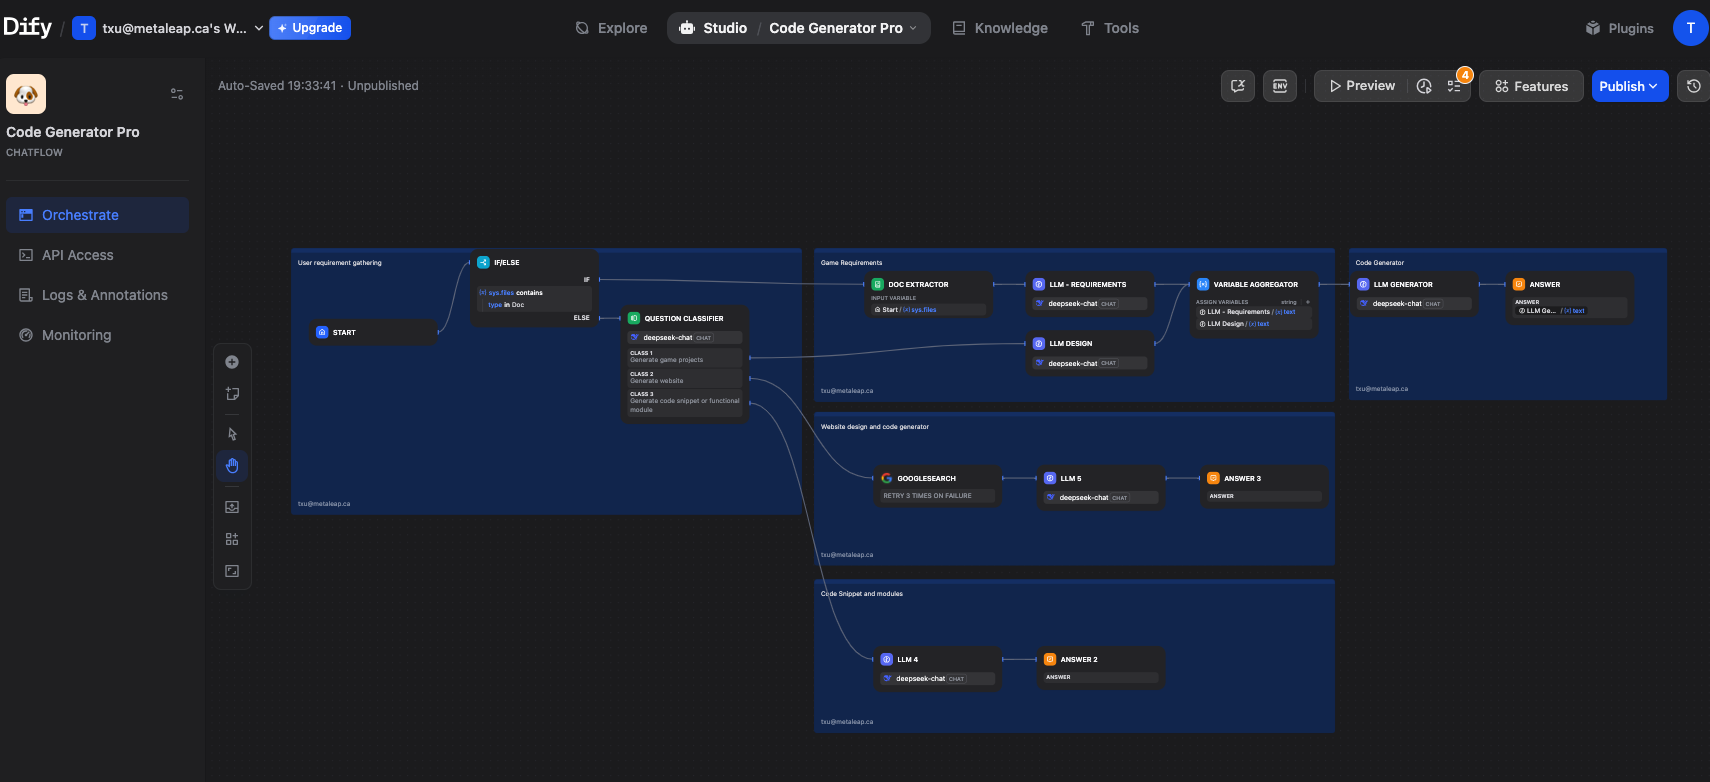 Dify / T txu@metaleap.ca's W... Upgrade
Explore
Studio / Code Generator Pro
Knowledge
Tools
Plugins
T
Code Generator Pro
CHATFLOW
Orchestrate
API Access
Logs & Annotations
Monitoring
Auto-Saved 19:33:41 · Unpublished
ENV
Preview
4
Features
Publish
User requirement gathering
START
IF/ELSE
IF
{x} sys.files contains
type in Doc
ELSE
QUESTION CLASSIFIER
deepseek-chat CHAT
CLASS 1
Generate game projects
CLASS 2
Generate website
CLASS 3
Generate code snippet or functional
module
txu@metaleap.ca
Game Requirements
DOC EXTRACTOR
INPUT VARIABLE
Start / {x} sys.files
LLM - REQUIREMENTS
deepseek-chat CHAT
LLM DESIGN
deepseek-chat CHAT
VARIABLE AGGREGATOR
ASSIGN VARIABLES string +
LLM - Requirements / {x} text
LLM Design / {x} text
txu@metaleap.ca
Code Generator
LLM GENERATOR
deepseek-chat CHAT
ANSWER
ANSWER
LLM Ge... / {x} text
txu@metaleap.ca
Website design and code generator
GOOGLESEARCH
RETRY 3 TIMES ON FAILURE
LLM 5
deepseek-chat CHAT
ANSWER 3
ANSWER
txu@metaleap.ca
Code Snippet and modules
LLM 4
deepseek-chat CHAT
ANSWER 2
ANSWER
txu@metaleap.ca